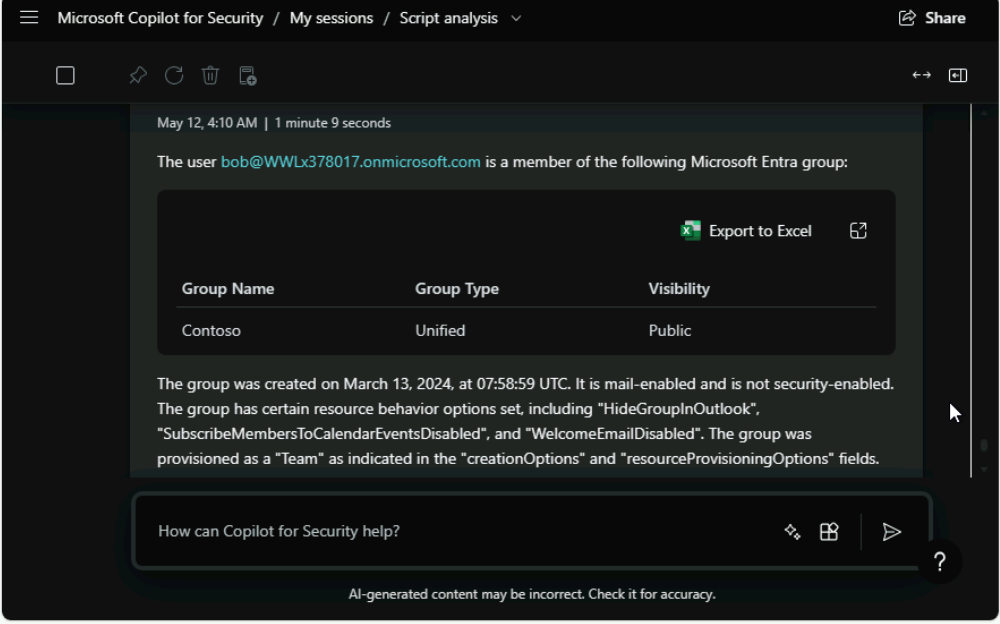 Microsoft Copilot for Security / My sessions / Script analysis
Share
May 12, 4:10 AM | 1 minute 9 seconds
The user bob@WWLx378017.onmicrosoft.com is a member of the following Microsoft Entra group:
Export to Excel
Group Name Group Type Visibility
Contoso Unified Public
The group was created on March 13, 2024, at 07:58:59 UTC. It is mail-enabled and is not security-enabled.
The group has certain resource behavior options set, including "HideGroupInOutlook",
"SubscribeMembersToCalendarEventsDisabled", and "WelcomeEmailDisabled". The group was
provisioned as a "Team" as indicated in the "creationOptions" and "resourceProvisioningOptions" fields.
How can Copilot for Security help?
?
AI-generated content may be incorrect. Check it for accuracy.